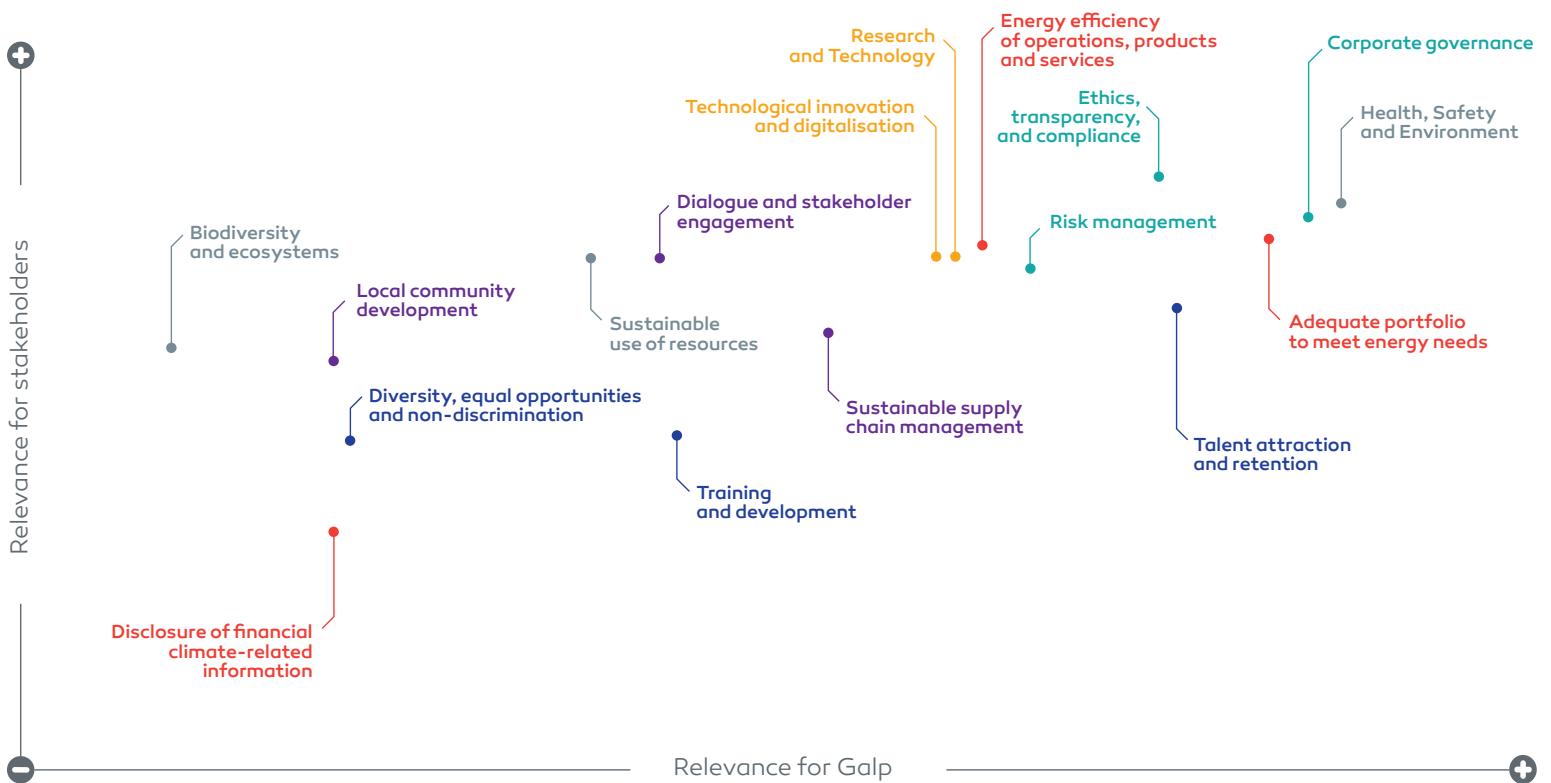 Research
and Technology
Energy efficiency
of operations, products
and services
Corporate governance
Technological innovation
and digitalisation
Ethics,
transparency,
and compliance
Health, Safety
and Environment
Dialogue and stakeholder
engagement
Risk management
Biodiversity
and ecosystems
Local community
development
Sustainable
use of resources
Adequate portfolio
to meet energy needs
Diversity, equal opportunities
and non-discrimination
Sustainable supply
chain management
Talent attraction
and retention
Training
and development
Disclosure of financial
climate-related
information
Relevance for stakeholders
Relevance for Galp